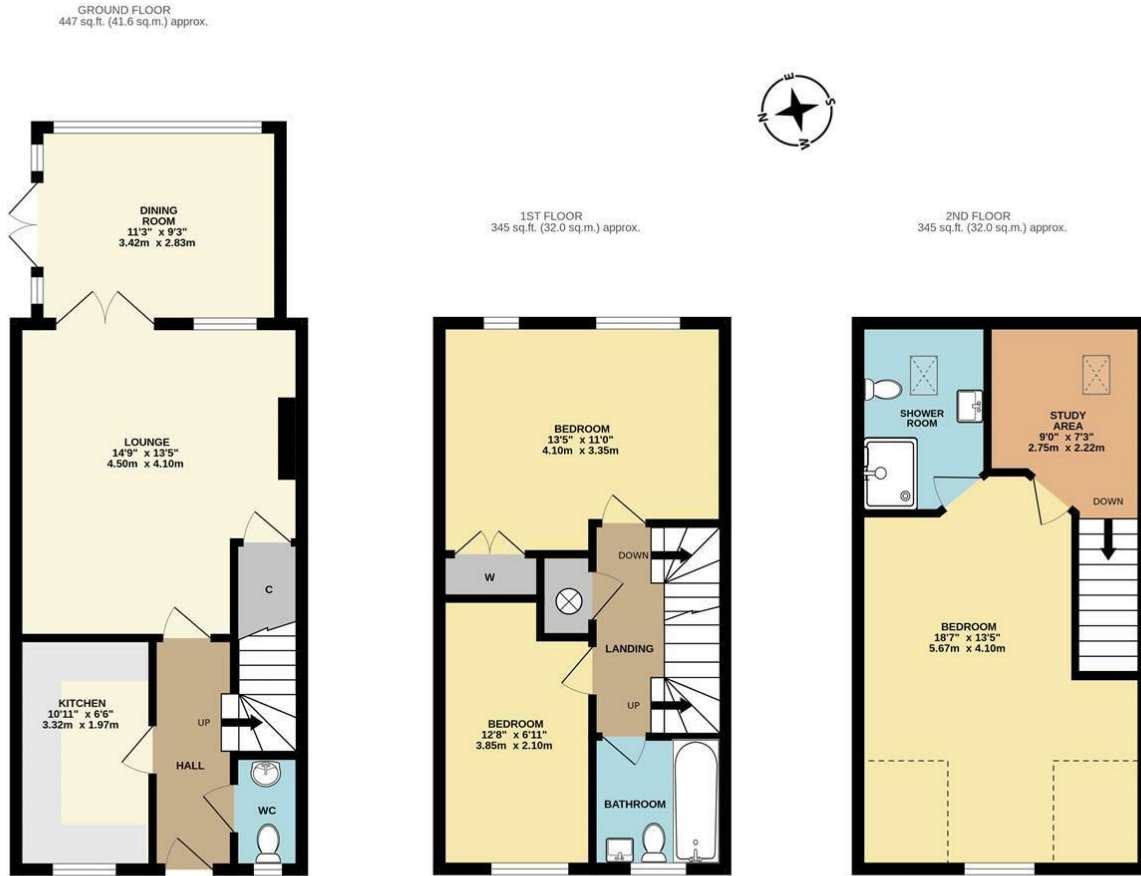 GROUND FLOOR
447 sq.ft. (41.6 sq.m.) approx.
DINING
ROOM
11'3" x 9'3"
3.42m x 2.83m
LOUNGE
14'9" x 13'5"
4.50m x 4.10m
C
KITCHEN
10'11" x 6'6"
3.32m x 1.97m
UP
HALL
WC
1ST FLOOR
345 sq.ft. (32.0 sq.m.) approx.
BEDROOM
13'5" x 11'0"
4.10m x 3.35m
W
DOWN
LANDING
UP
BEDROOM
12'8" x 6'11"
3.85m x 2.10m
BATHROOM
N
E
S
W
2ND FLOOR
345 sq.ft. (32.0 sq.m.) approx.
SHOWER
ROOM
STUDY
AREA
9'0" x 7'3"
2.75m x 2.22m
DOWN
BEDROOM
18'7" x 13'5"
5.67m x 4.10m